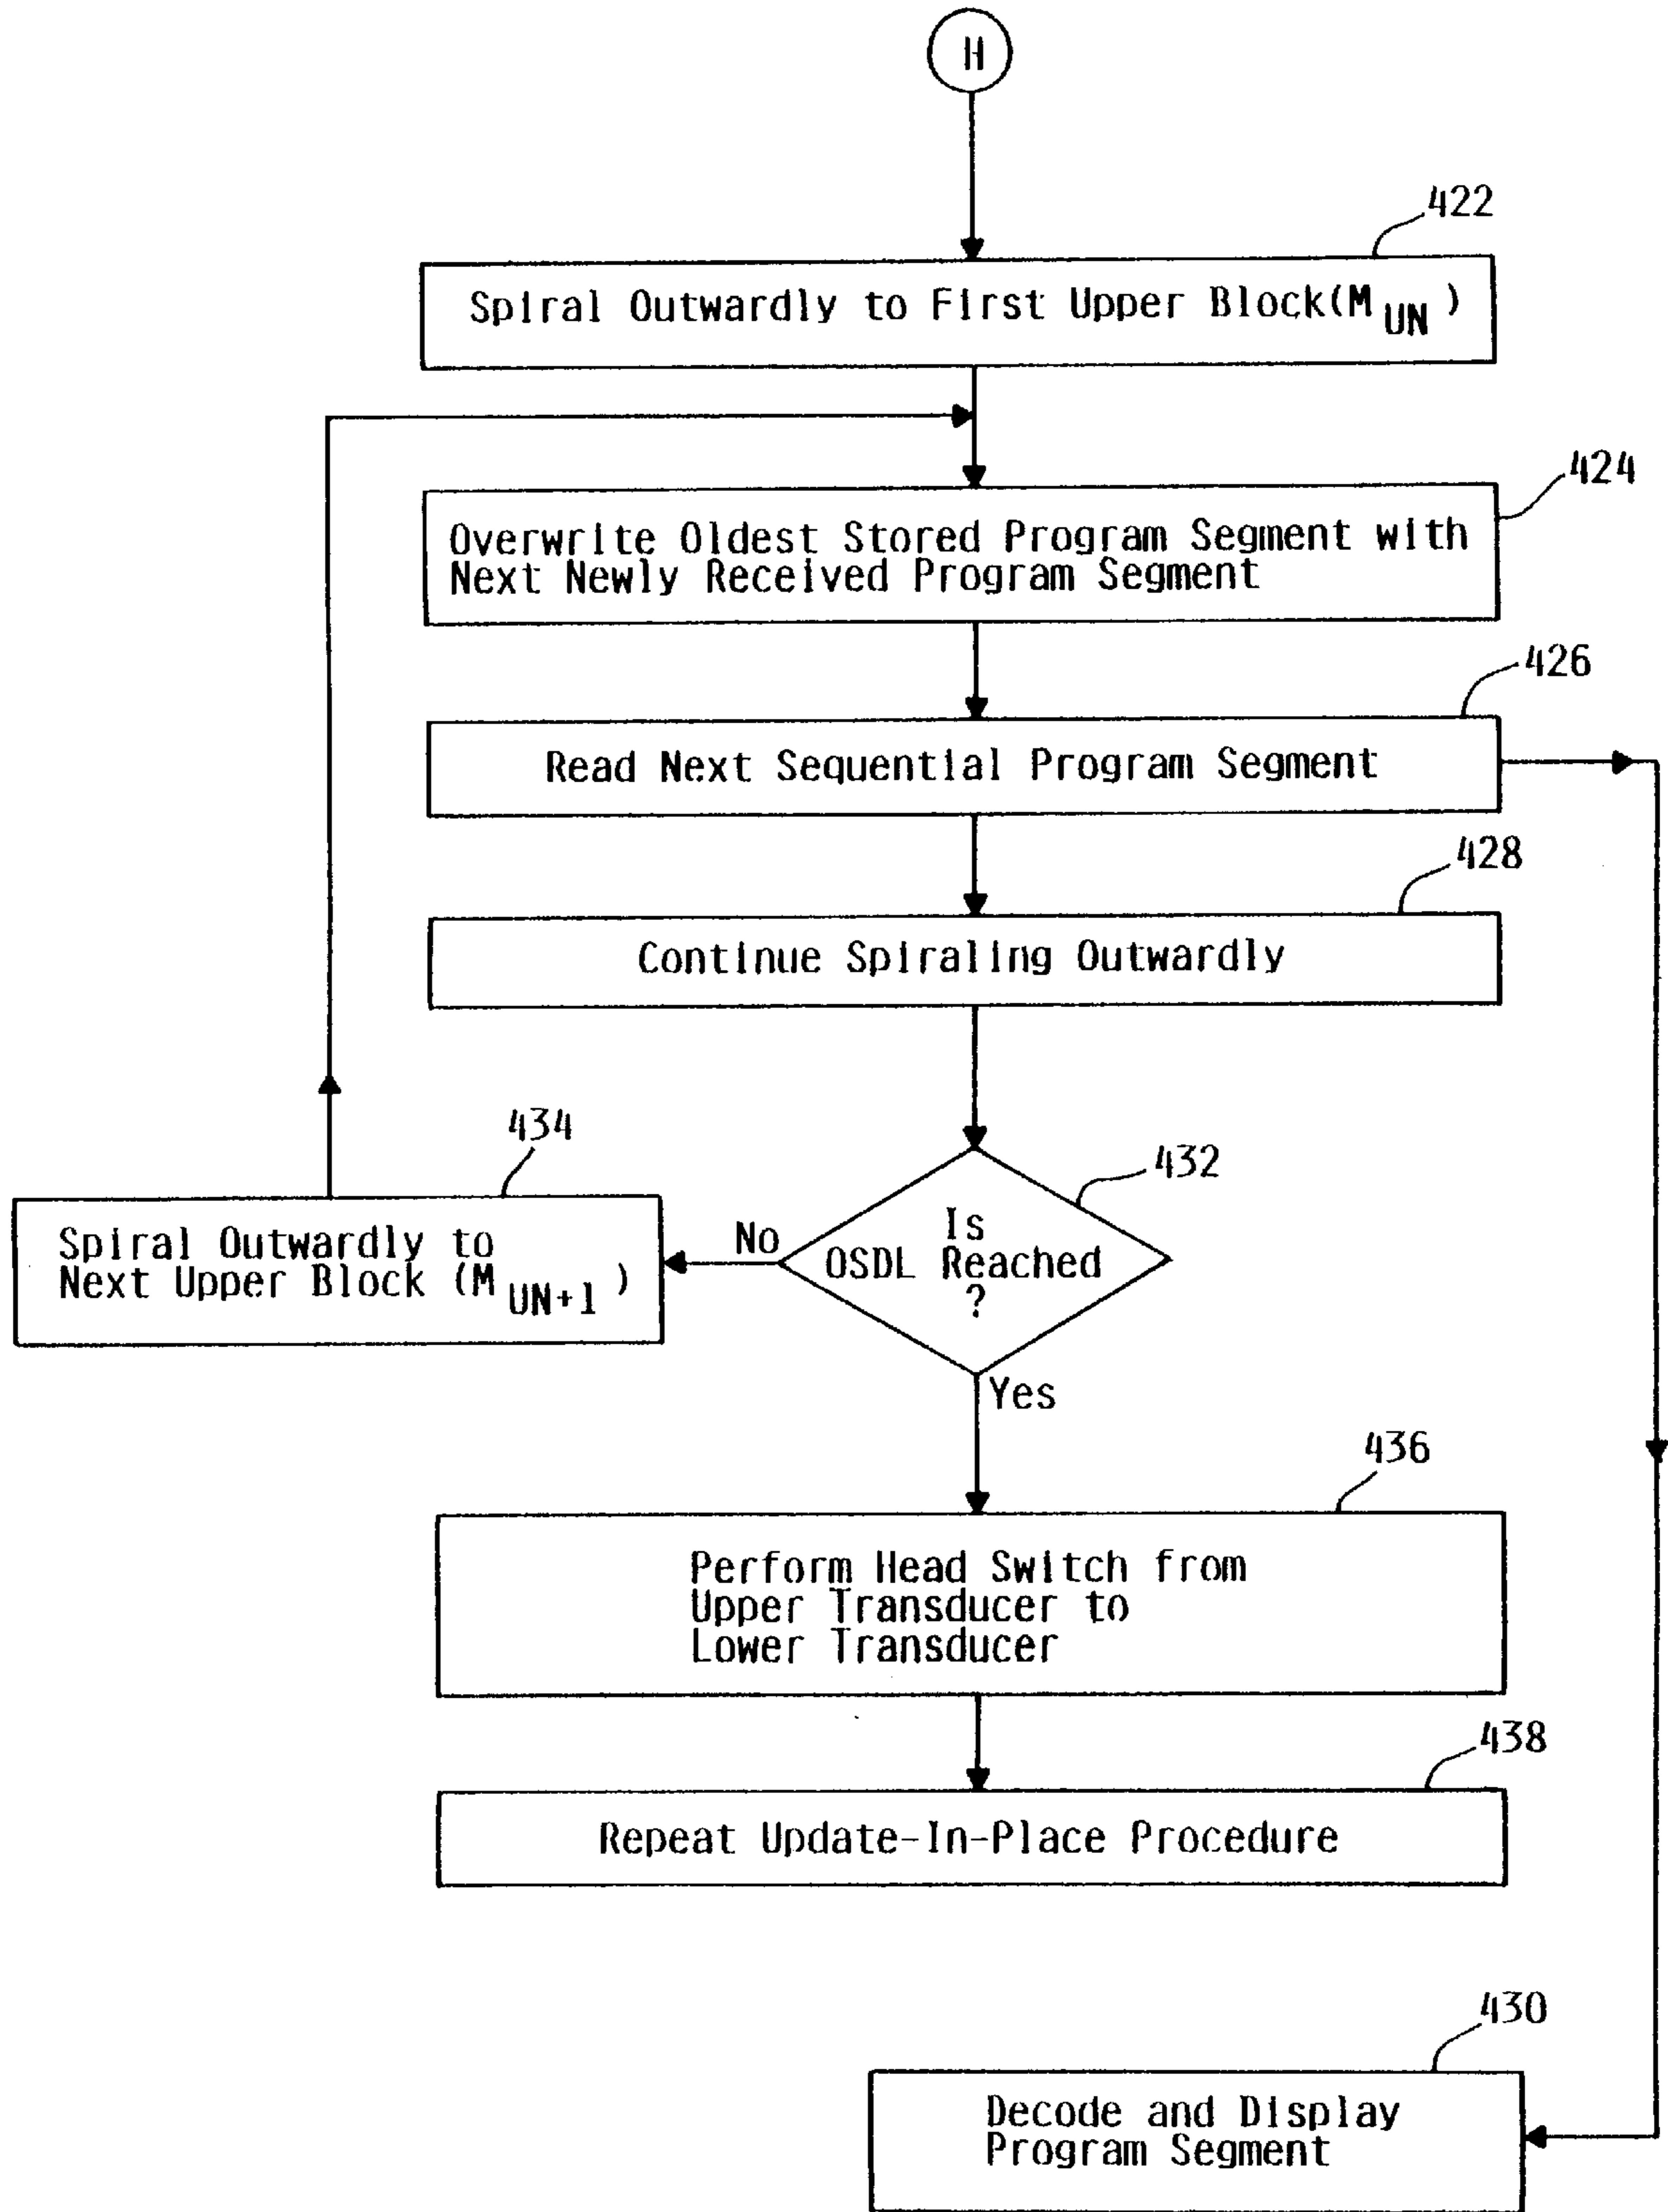 H
422
Spiral Outwardly to First Upper Block(M UN )
424
Overwrite Oldest Stored Program Segment with
Next Newly Received Program Segment
426
Read Next Sequential Program Segment
428
Continue Spiraling Outwardly
434
Spiral Outwardly to
Next Upper Block (M UN+1 )
432
No
Is
OSDL Reached
?
Yes
436
Perform Head Switch from
Upper Transducer to
Lower Transducer
438
Repeat Update-In-Place Procedure
430
Decode and Display
Program Segment